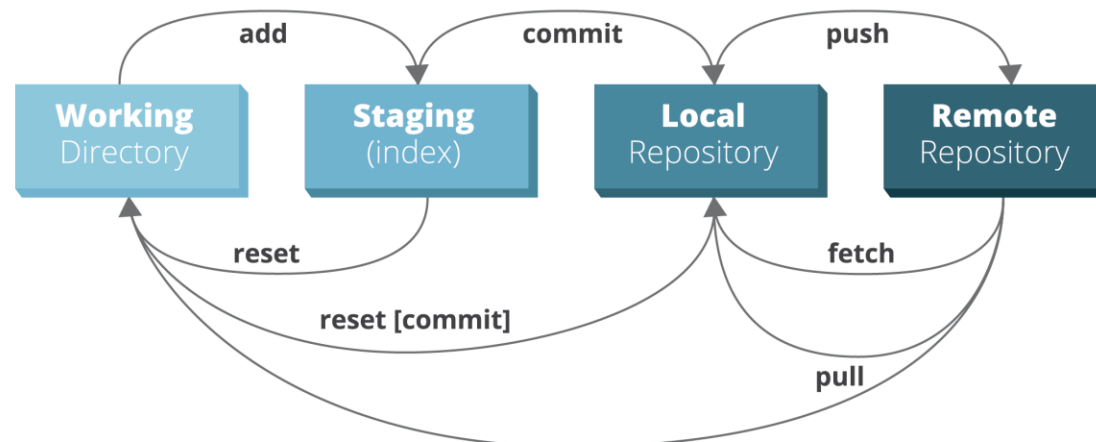 add
commit
push
Working
Directory
Staging
(index)
Local
Repository
Remote
Repository
reset
fetch
reset [commit]
pull